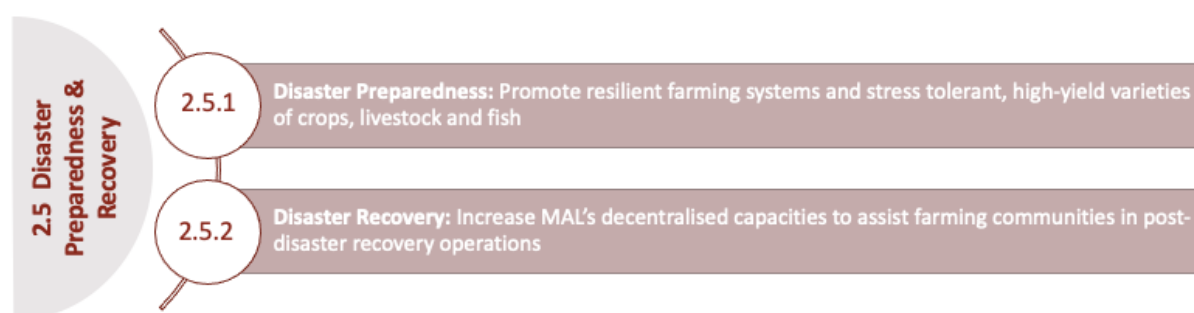 2.5 Disaster
Preparedness &
Recovery
2.5.1
Disaster Preparedness: Promote resilient farming systems and stress tolerant, high-yield varieties
of crops, livestock and fish
2.5.2
Disaster Recovery: Increase MAL’s decentralised capacities to assist farming communities in post-
disaster recovery operations